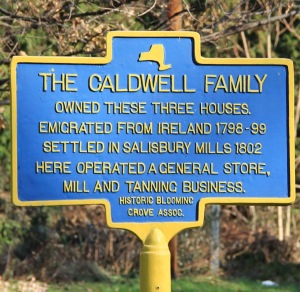 THE CALDWELL FAMILY
OWNED THESE THREE HOUSES.
EMIGRATED FROM IRELAND 1798-99
SETTLED IN SALISBURY MILLS 1802
HERE OPERATED A GENERAL STORE,
MILL AND TANNING BUSINESS.
HISTORIC BLOOMING
GROVE ASSOC.